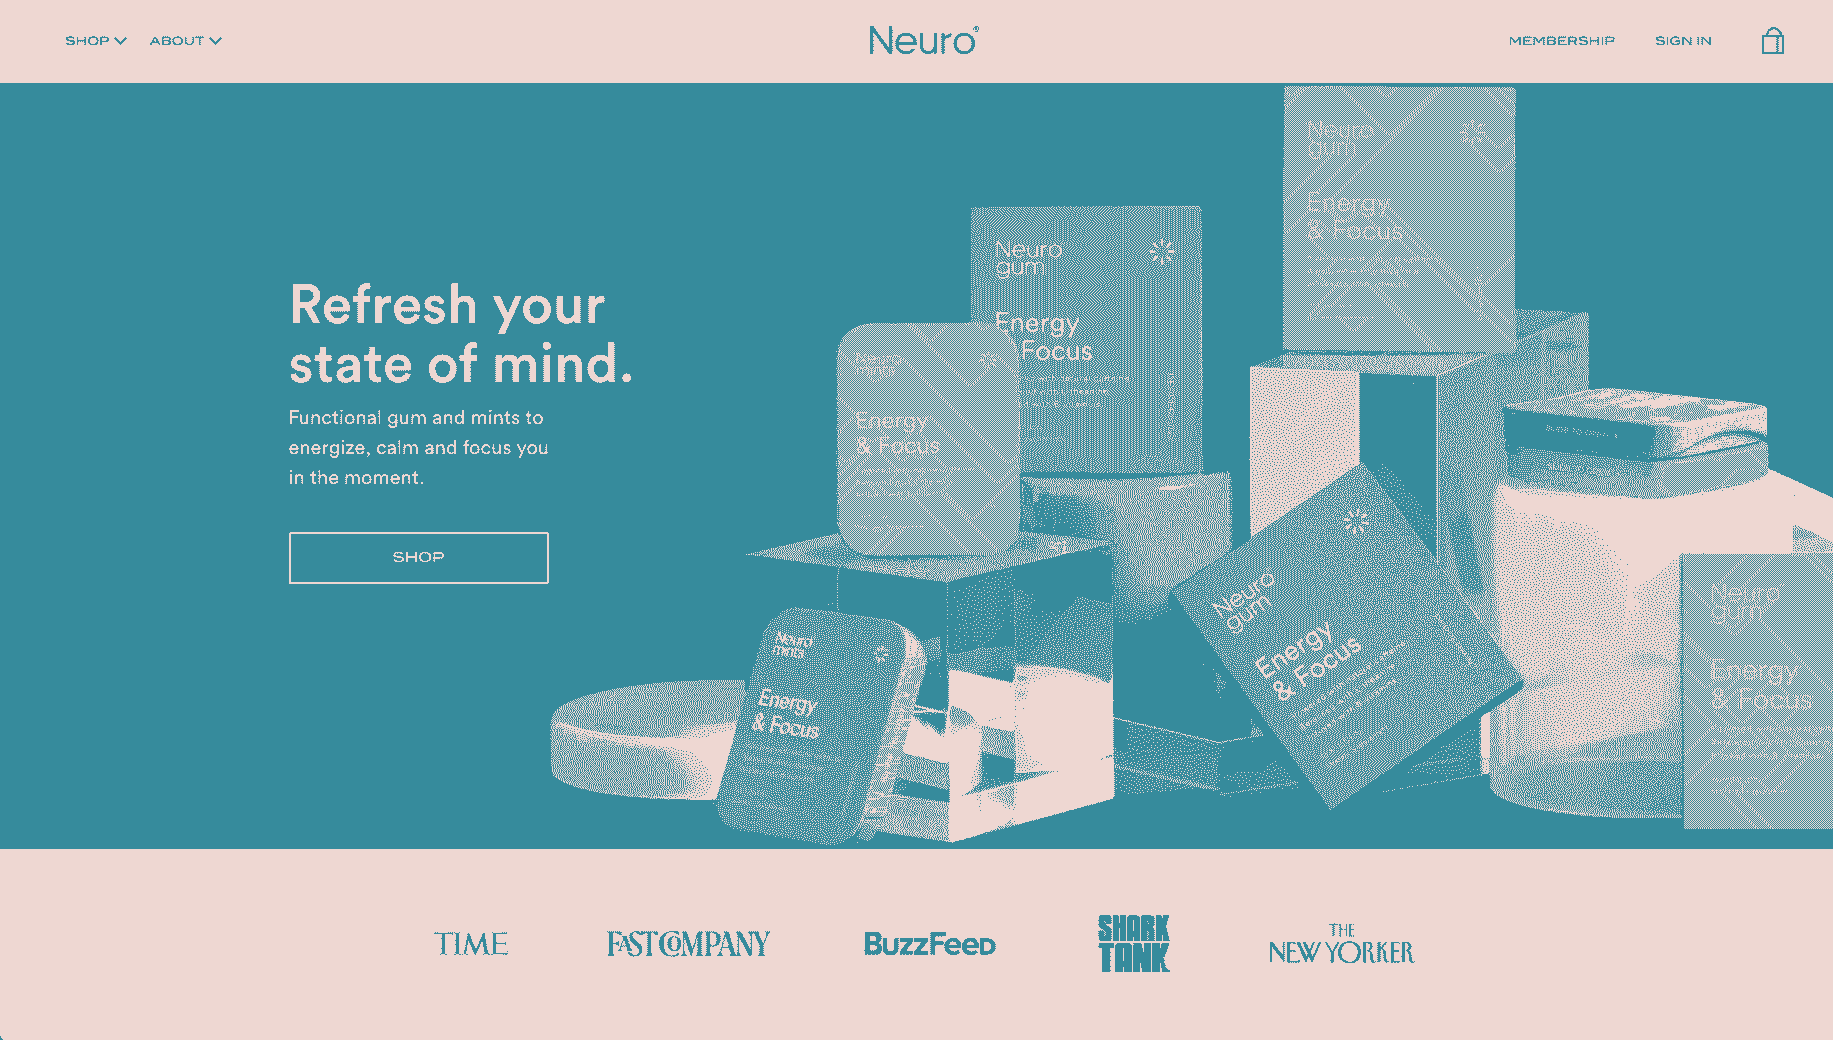 SHOP
ABOUT
Neuro
MEMBERSHIP
SIGN IN
Refresh your
state of mind.
Functional gum and mints to
energize, calm and focus you
in the moment.
SHOP
Neuro
gum
Energy
& Focus
Neuro
gum
Energy
Focus
Energy
& Focus
Neuro
gum
Energy
& Focus
Neuro
mints
Energy
& Focus
Neuro
gum
Energy
& Focus
TIME
FAST COMPANY
BuzzFeed
SHARK
TANK
THE
NEW YORKER